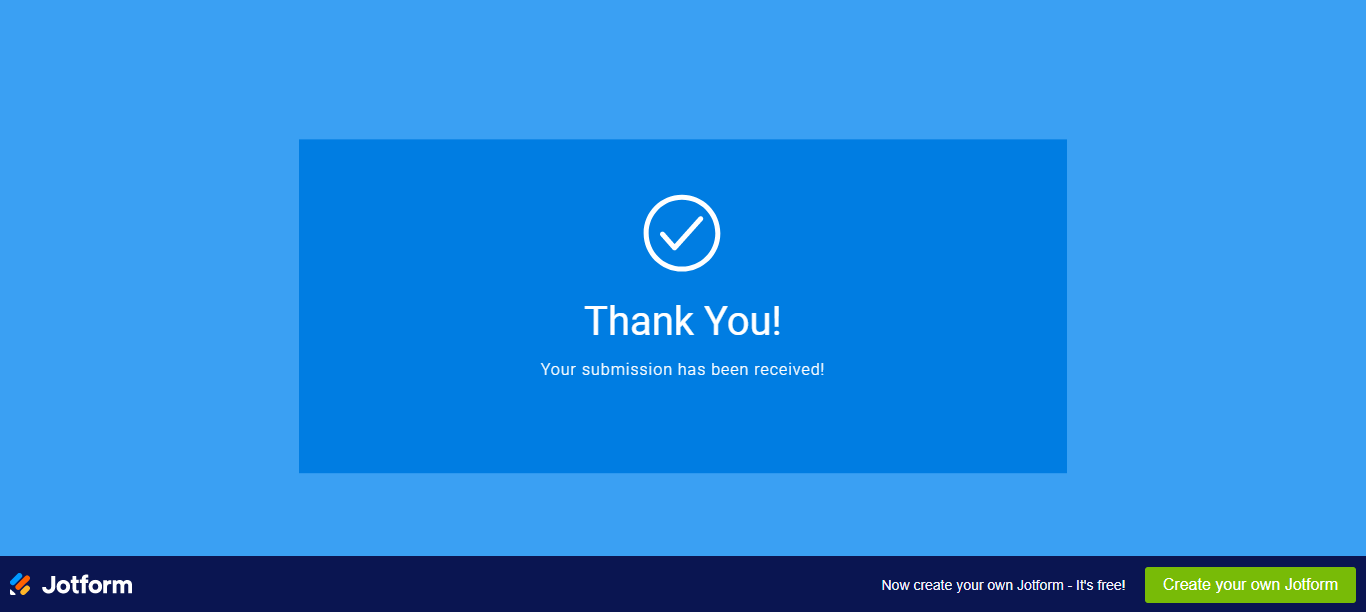 Thank You!
Your submission has been received!
Jotform
Now create your own Jotform - It's free!
Create your own Jotform